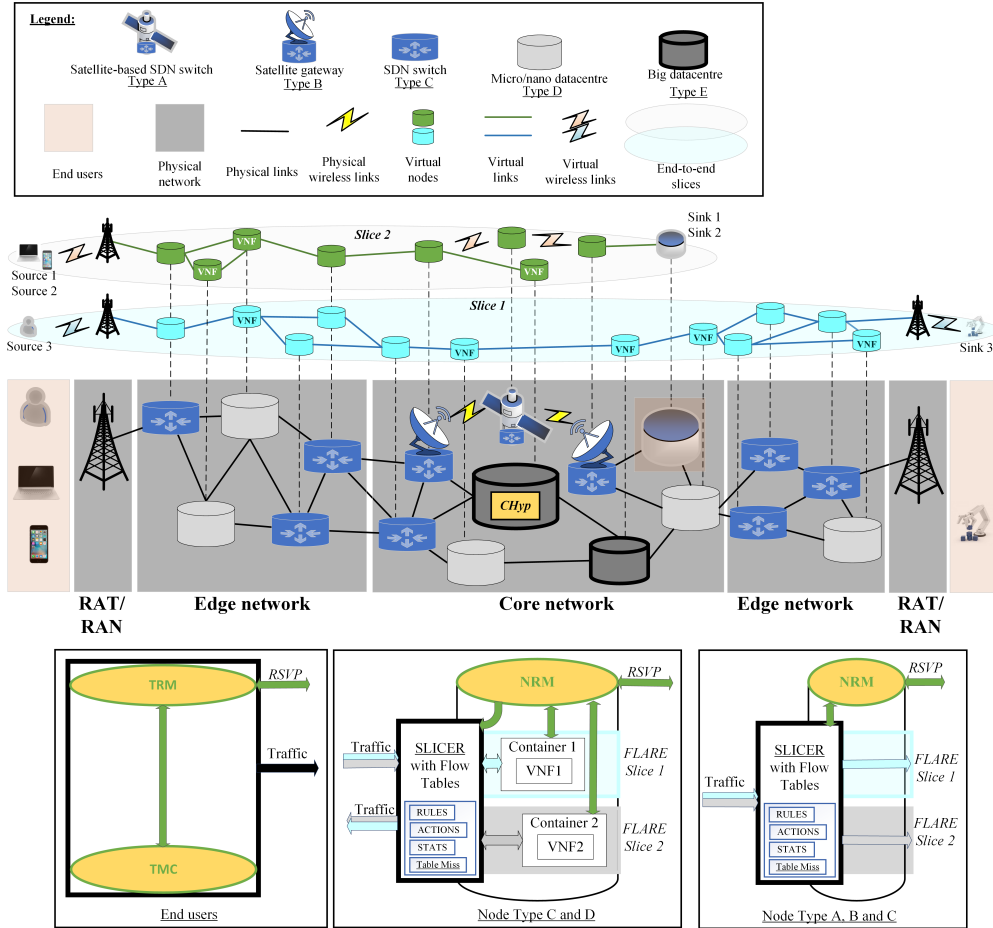 Legend:
Satellite-based SDN switch
Type A
Satellite gateway
Type B
SDN switch
Type C
Micro/nano datacentre
Type D
Big datacentre
Type E
End users
Physical
network
Physical links
Physical
wireless links
Virtual
nodes
Virtual
links
Virtual
wireless links
End-to-end
slices
Source 1
Source 2
VNF
VNF
Slice 2
VNF
Sink 1
Sink 2
Source 3
VNF
VNF
Slice 1
VNF
VNF
VNF
Sink 3
CHyp
RAT/
RAN
Edge network
Core network
Edge network
RAT/
RAN
TRM
RSVP
Traffic
TMC
End users
NRM
RSVP
Traffic
Traffic
SLICER
with Flow
Tables
RULES
ACTIONS
STATS
Table Miss
Container 1
VNF1
Container 2
VNF2
FLARE
Slice 1
FLARE
Slice 2
Node Type C and D
NRM
RSVP
Traffic
SLICER
with Flow
Tables
RULES
ACTIONS
STATS
Table Miss
FLARE
Slice 1
FLARE
Slice 2
Node Type A, B and C